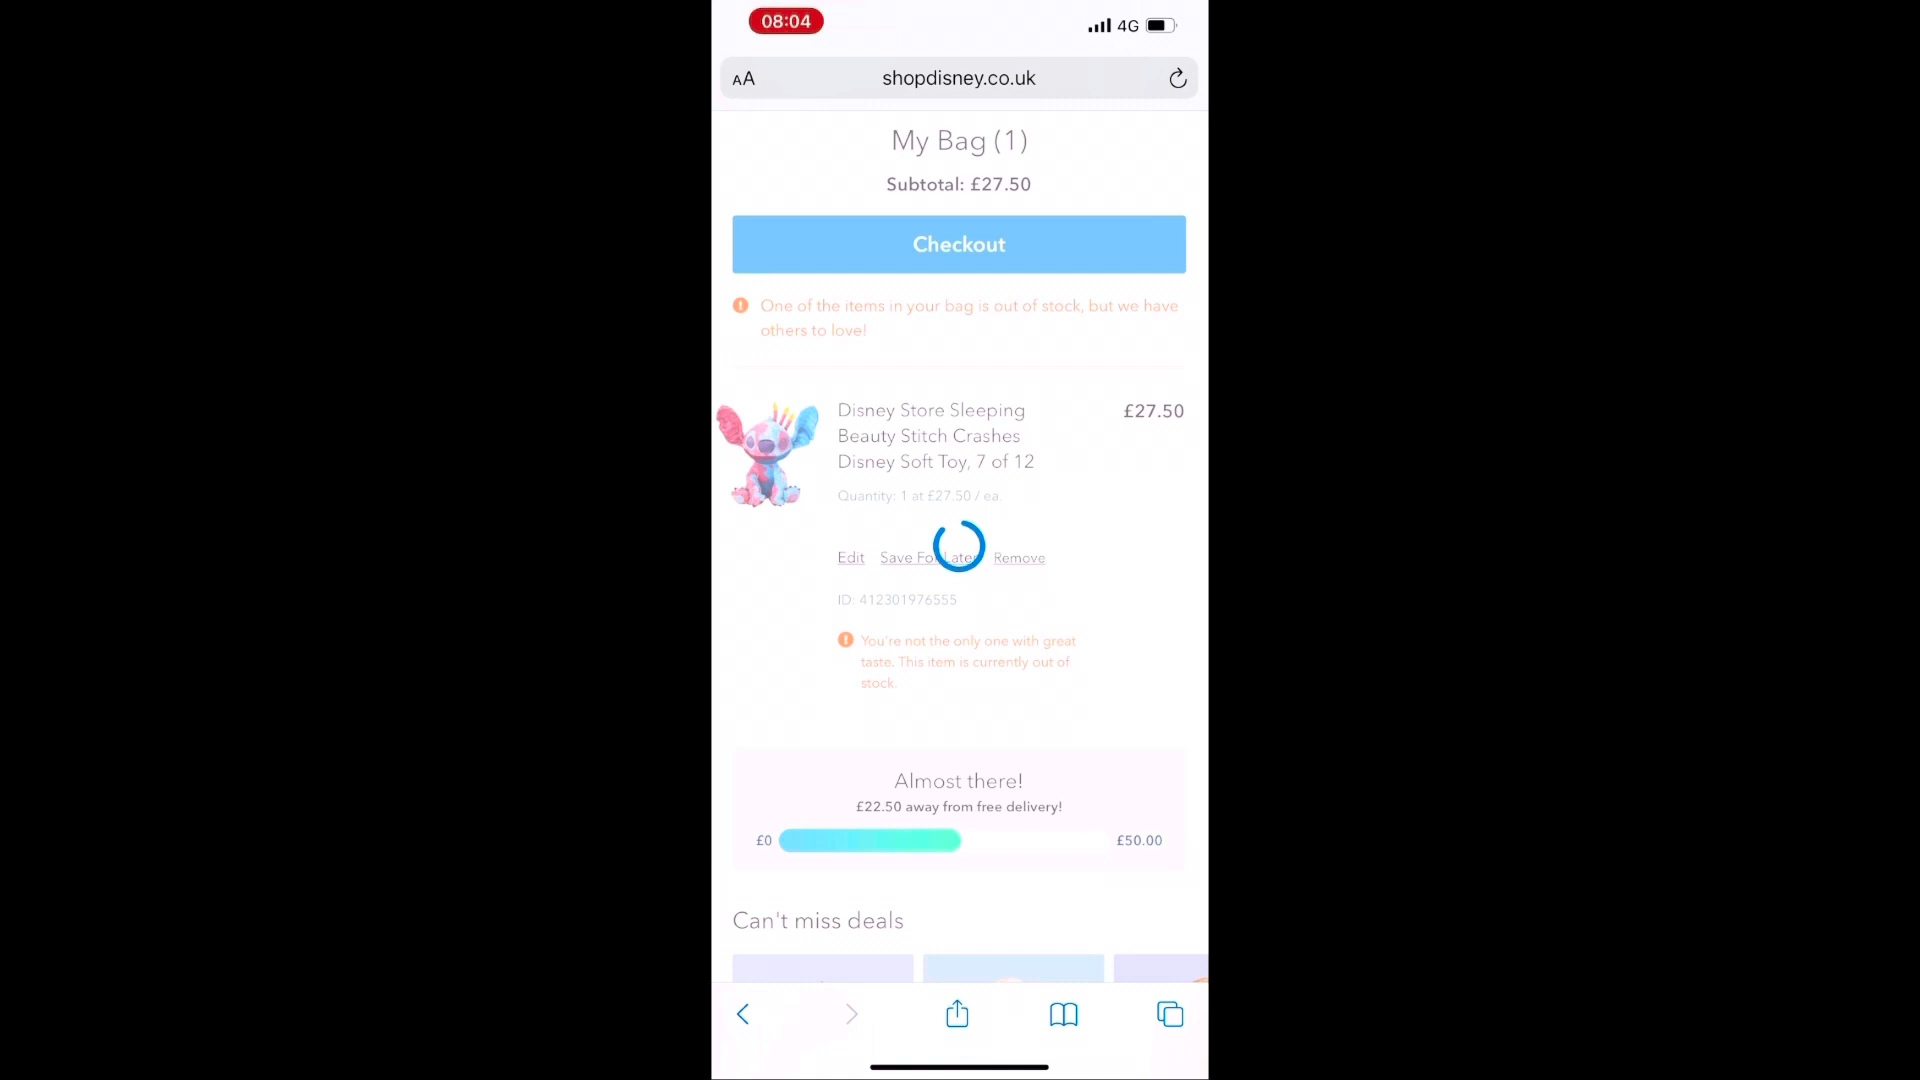 08:04
4G
AA
shopdisney.co.uk
My Bag (1)
Subtotal: £27.50
Checkout
One of the items in your bag is out of stock, but we have
others to love!
Disney Store Sleeping
Beauty Stitch Crashes
Disney Soft Toy, 7 of 12
£27.50
Quantity: 1 at £27.50 / ea.
Edit
Save For Later
Remove
ID: 412301976555
You're not the only one with great
taste. This item is currently out of
stock.
Almost there!
£22.50 away from free delivery!
£0
£50.00
Can't miss deals